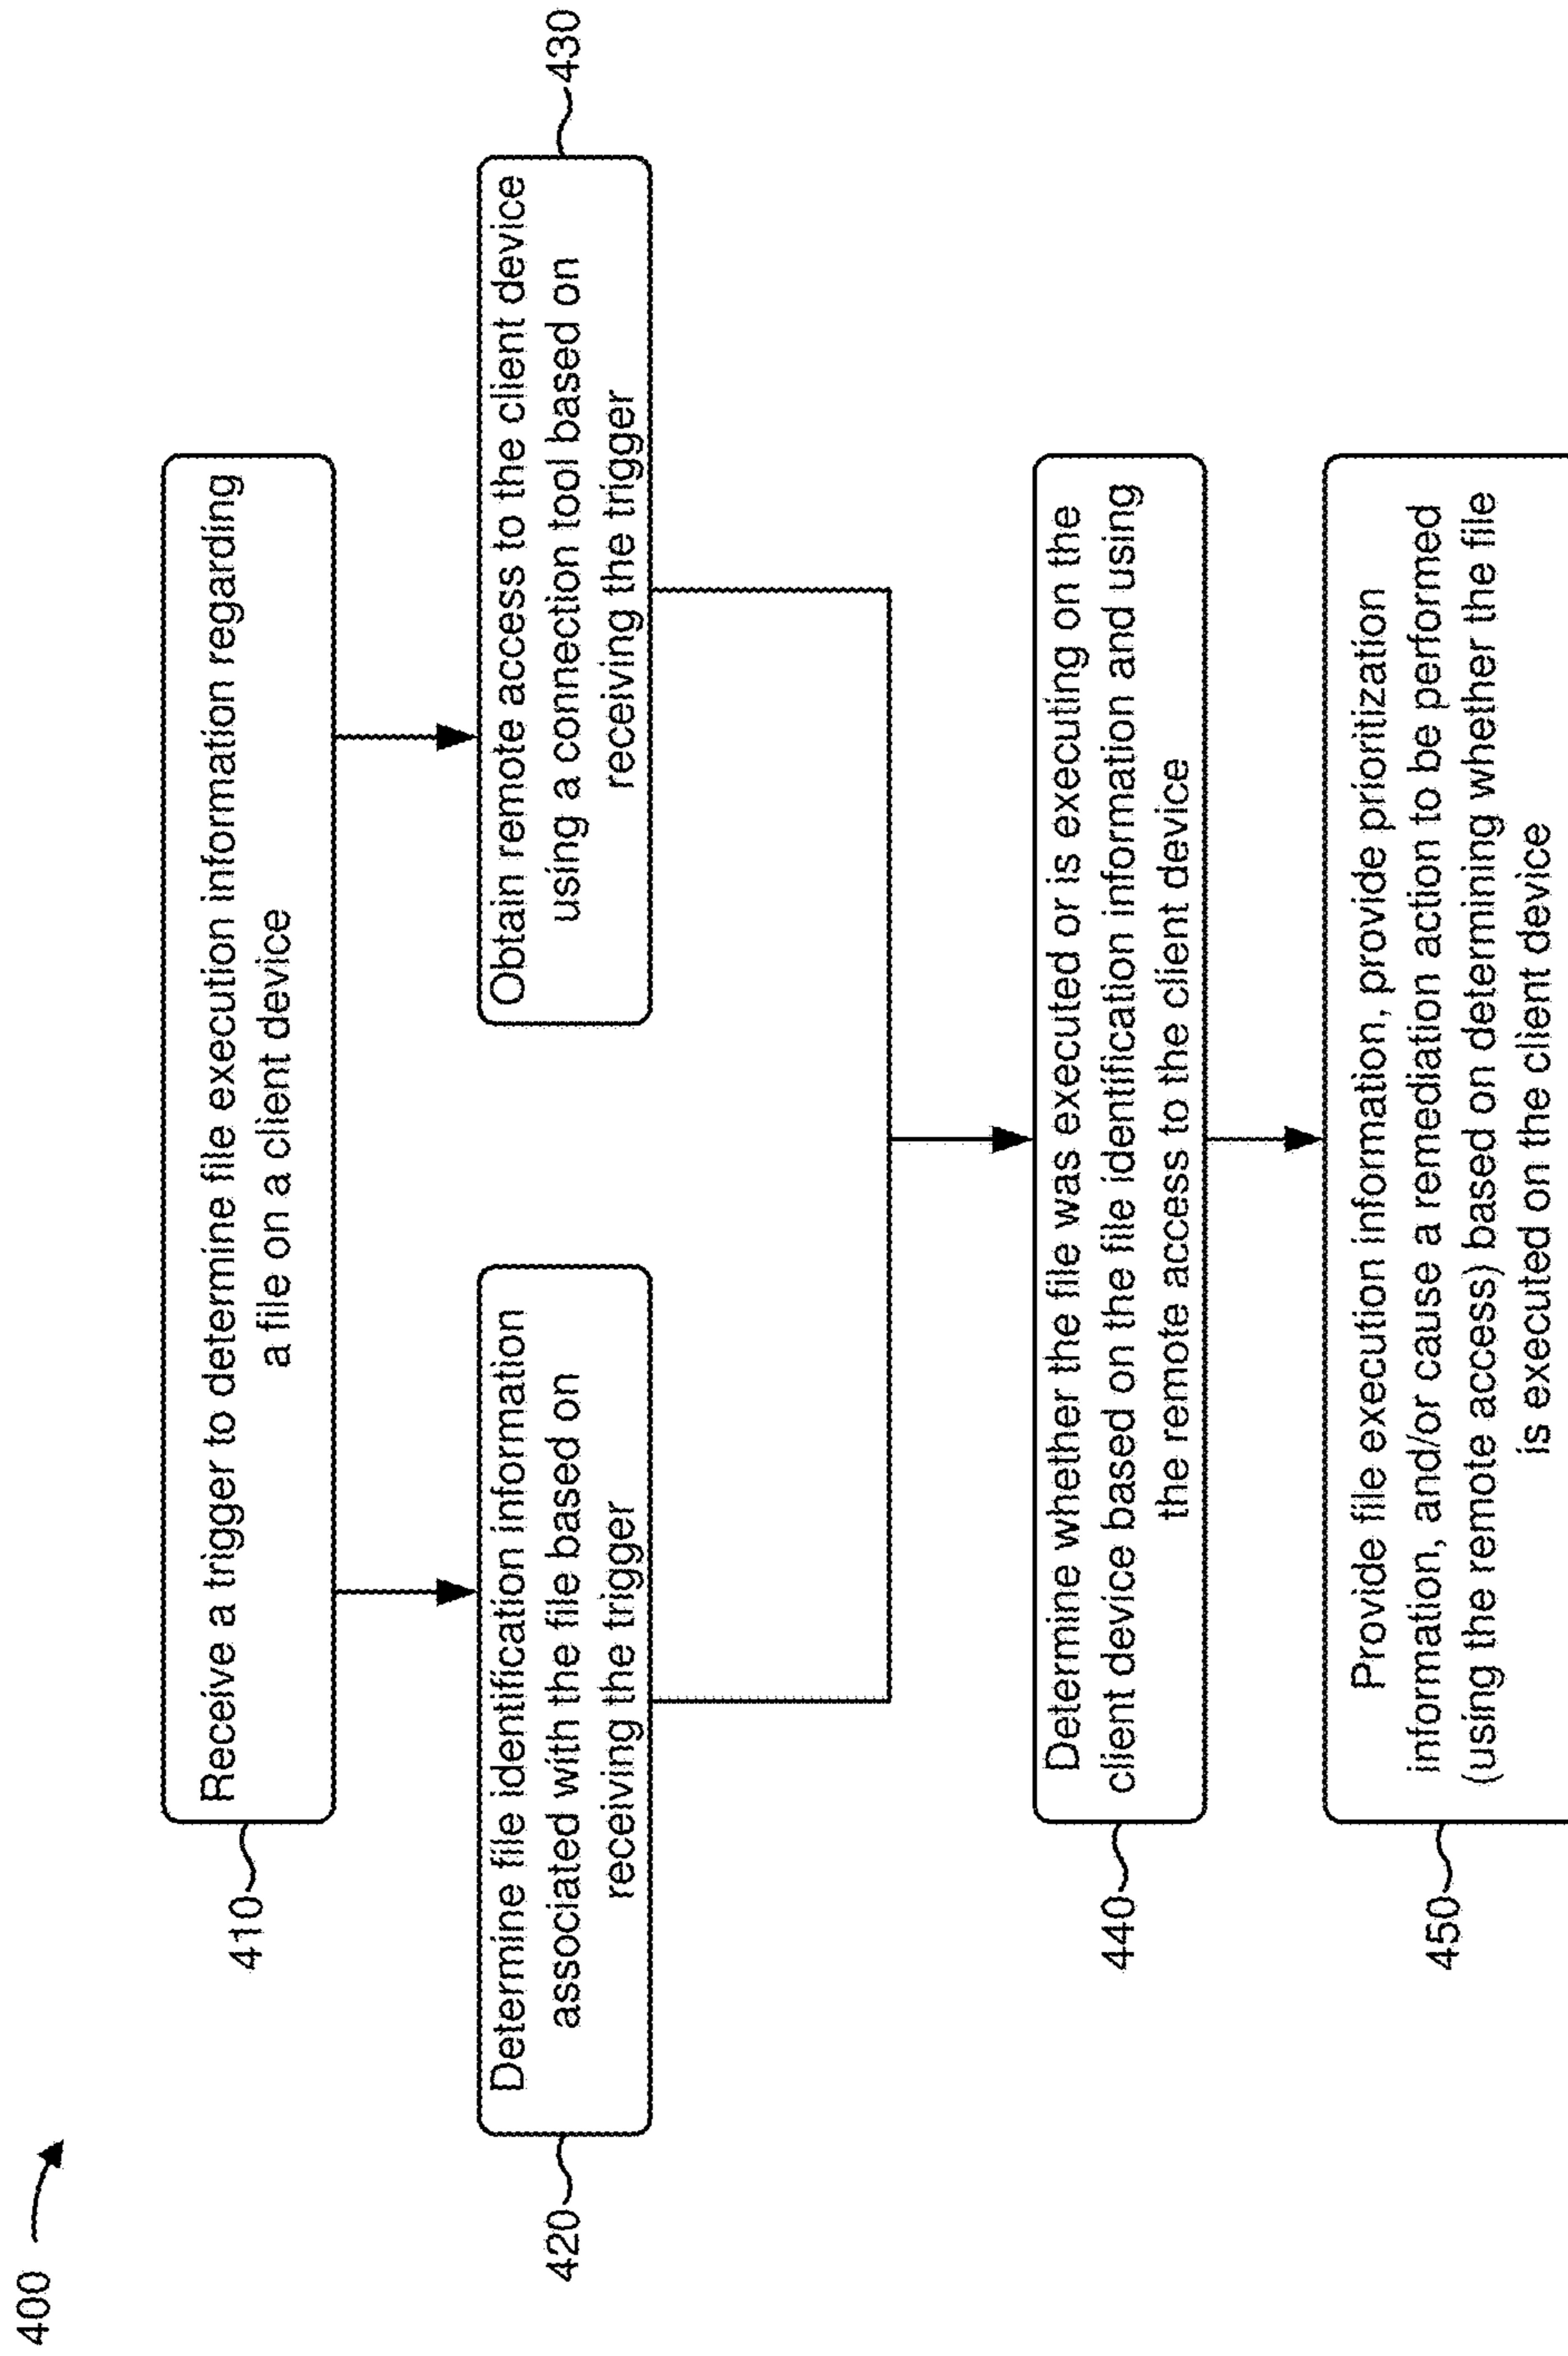 400
410
Receive a trigger to determine file execution information regarding
a file on a client device
420
Determine file identification information
associated with the file based on
receiving the trigger
430
Obtain remote access to the client device
using a connection tool based on
receiving the trigger
440
Determine whether the file was executed or is executing on the
client device based on the file identification information and using
the remote access to the client device
450
Provide file execution information, provide prioritization
information, and/or cause a remediation action to be performed
(using the remote access) based on determining whether the file
is executed on the client device